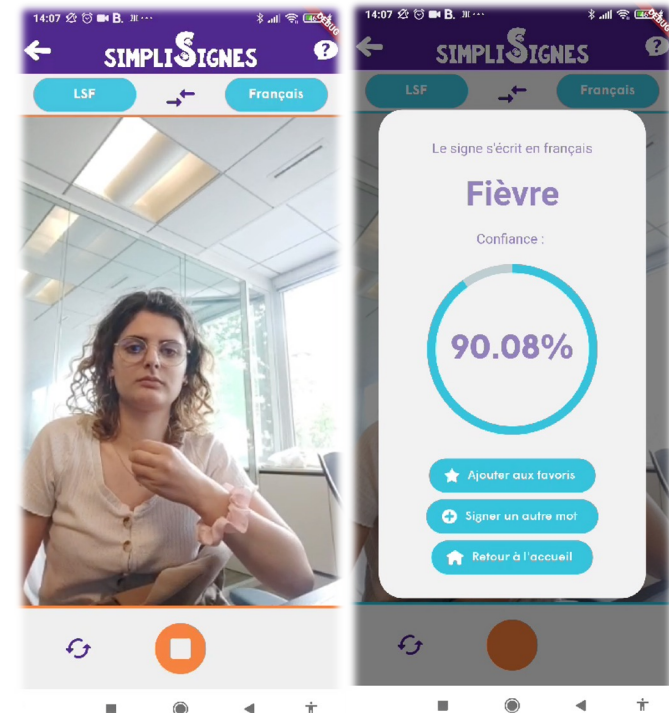 14:07 B. Ж ...
SIMPLISIGNES ?
LSF Français
14:07 B. Ж ...
SIMPLISIGNES ?
LSF Français
Le signe s'écrit en français
Fièvre
Confiance :
90.08%
Ajouter aux favoris
Signer un autre mot
Retour à l'accueil